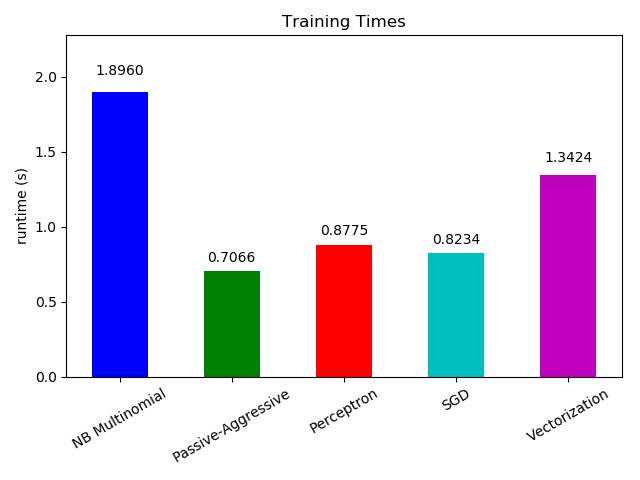 Training Times
runtime (s)
2.0
1.5
1.0
0.5
0.0
1.8960
0.7066
0.8775
0.8234
1.3424
NB Multinomial
Passive-Aggressive
Perceptron
SGD
Vectorization